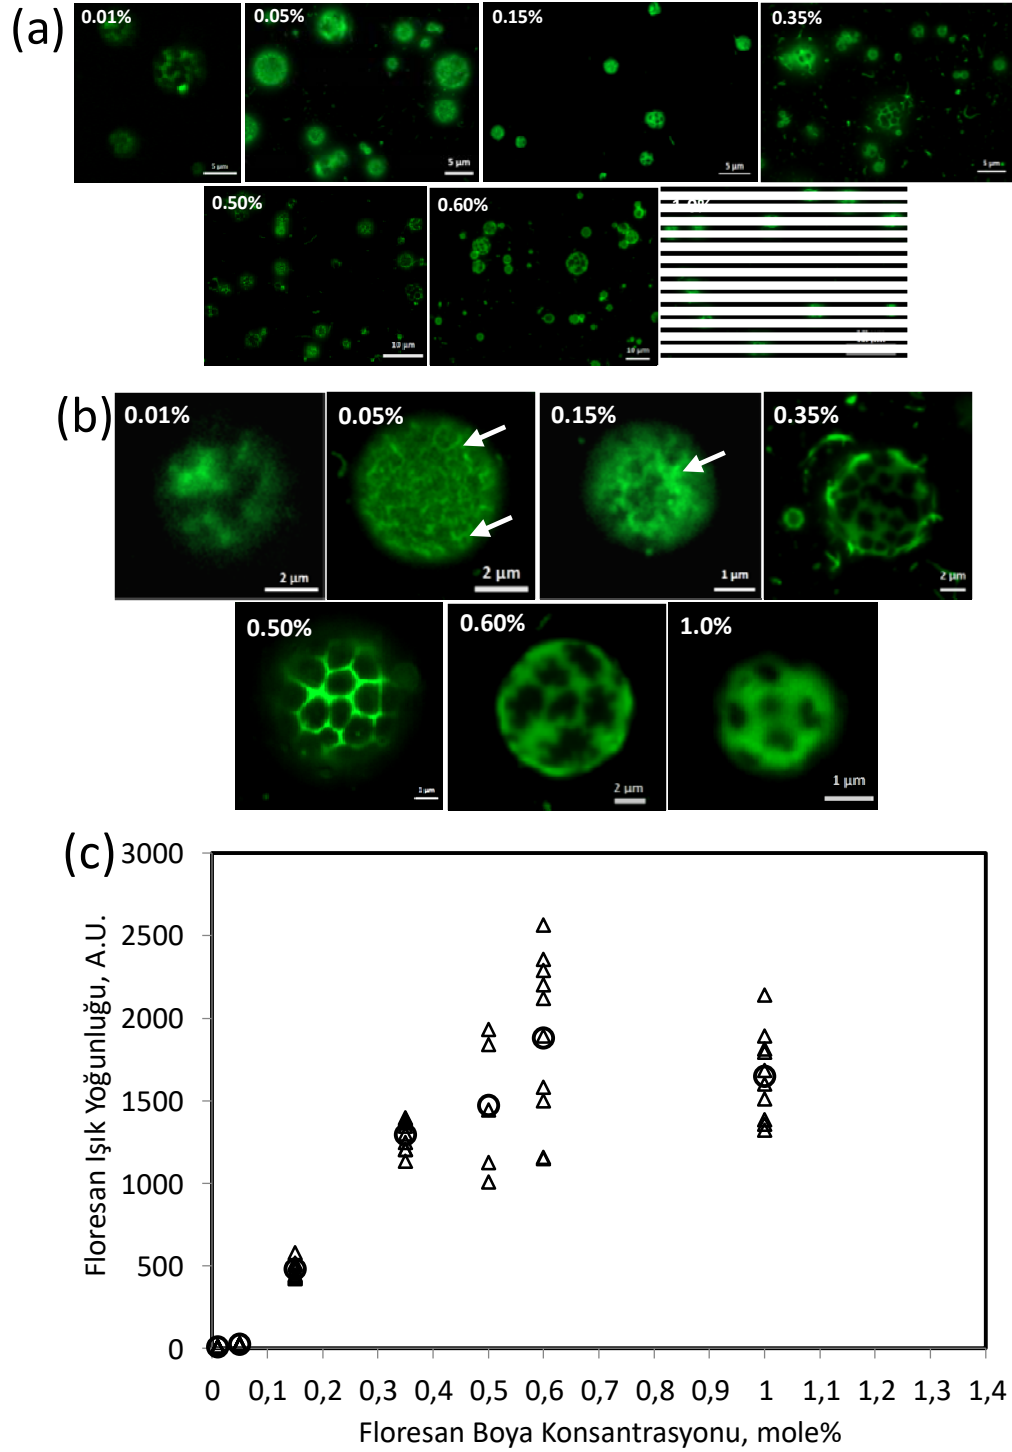 (a)
0.01%
0.05%
0.15%
0.35%
5 µm
5 µm
5 µm
5 µm
0.50%
0.60%
10 µm
10 µm
(b)
0.01%
0.05%
0.15%
0.35%
2 µm
2 µm
1 µm
2 µm
0.50%
0.60%
1.0%
1 µm
2 µm
1 µm
(c)
3000
2500
2000
1500
1000
500
0
Floresan Işık Yoğunluğu, A.U.
0 0,1 0,2 0,3 0,4 0,5 0,6 0,7 0,8 0,9 1 1,1 1,2 1,3 1,4
Floresan Boya Konsantrasyonu, mole%